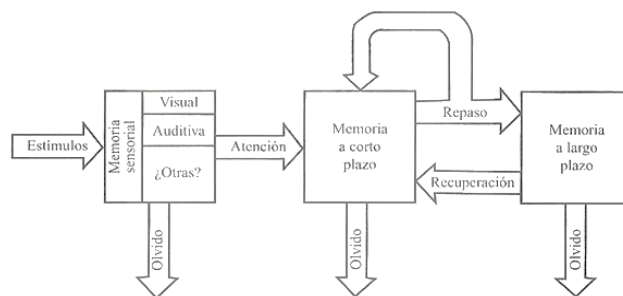 Estímulos
Memoria
sensorial
Visual
Auditiva
¿Otras?
Atención
Memoria
a corto
plazo
Repaso
Recuperación
Memoria
a largo
plazo
Olvido
Olvido
Olvido